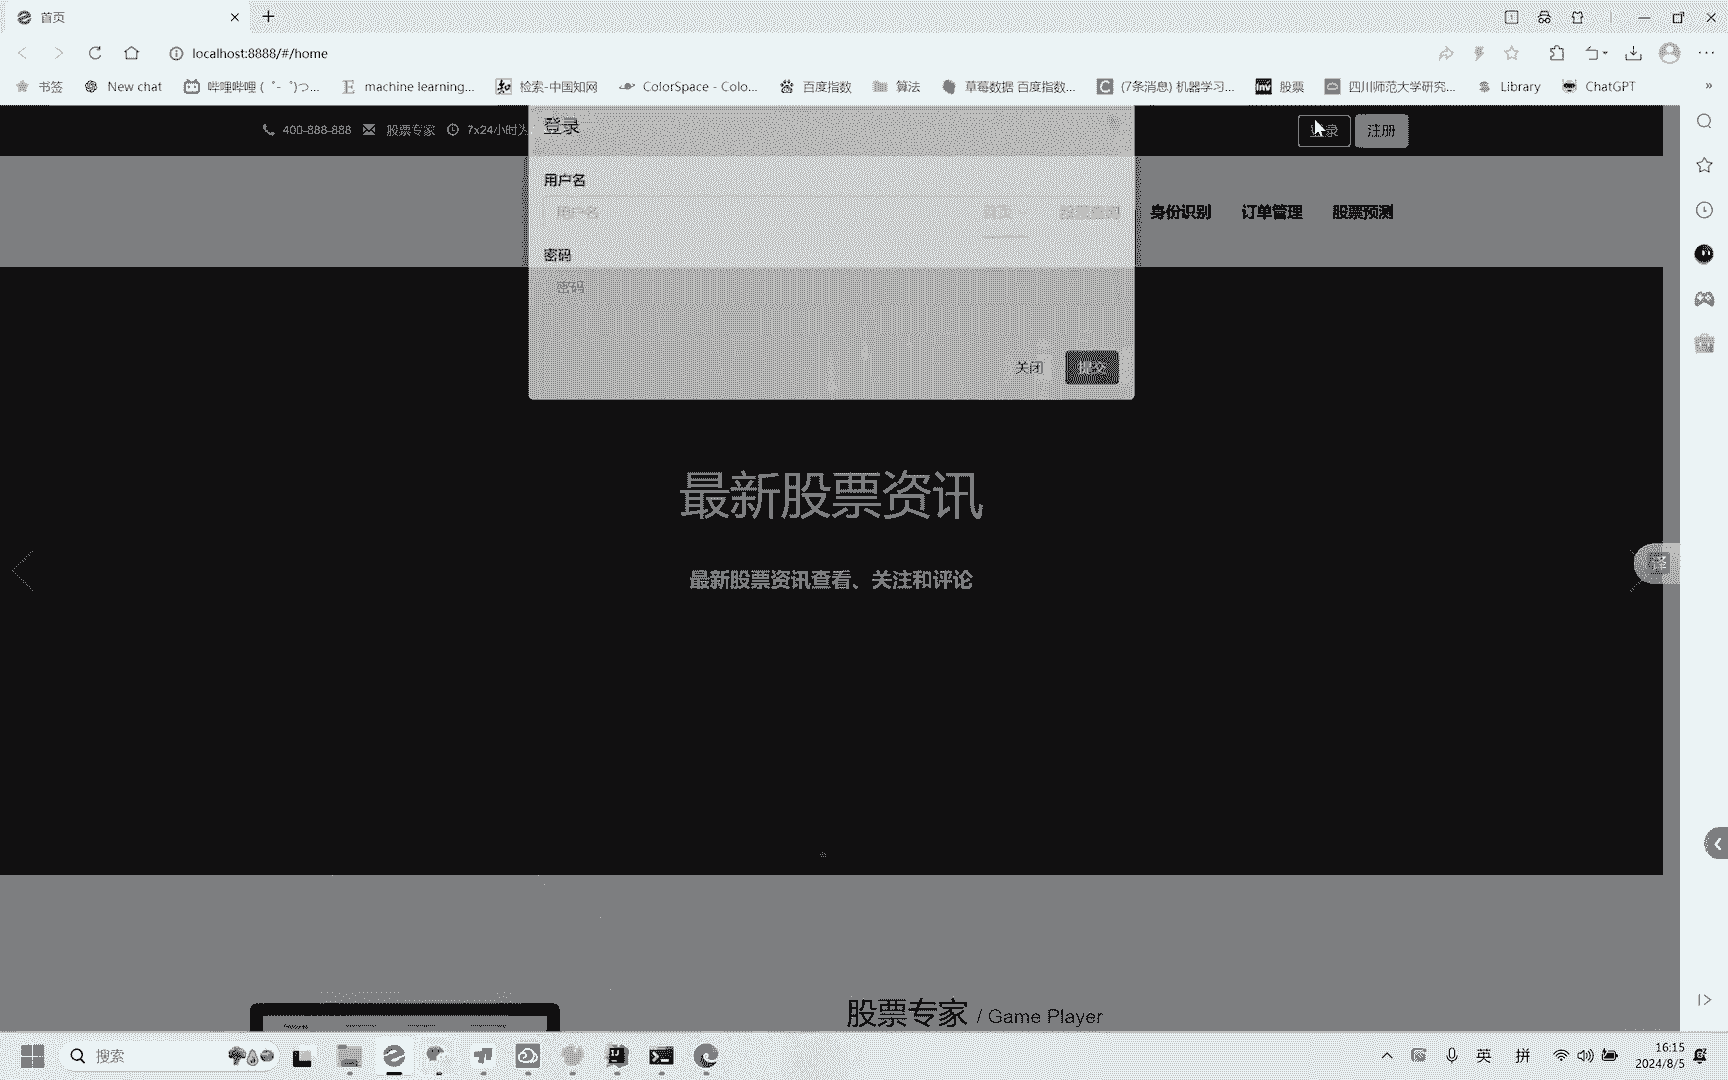 首页
localhost:8888/#/home
书签 New chat 哔哩哔哩 (゜-゜)つ... machine learning... 检索-中国知网 ColorSpace - Colo... 百度指数 算法 草莓数据 百度指数... (7条消息) 机器学习... 股票 四川师范大学研究... Library ChatGPT
400-888-888 股票专家 7x24小时为
登录
登录 注册
用户名
用户名
首页 股票查询 身份识别 订单管理 股票预测
密码
密码
关闭 提交
最新股票资讯
最新股票资讯查看、关注和评论
译
股票专家 / Game Player
搜索
英 拼
16:15
2024/8/5